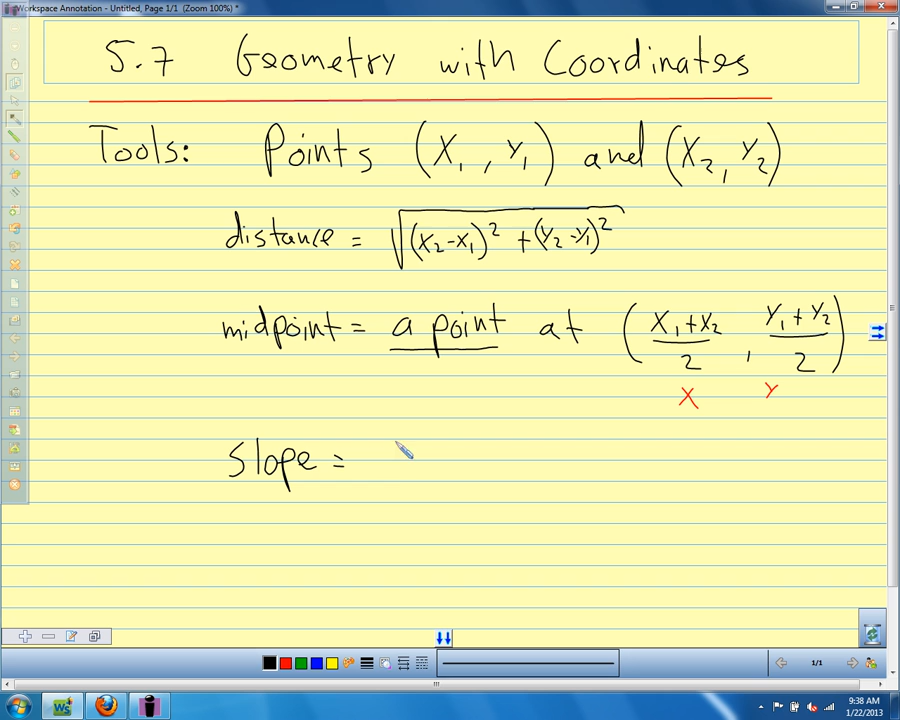 Workspace Annotation - Untitled, Page 1/1 (Zoom 100%) *
5.7 Geometry with Coordinates
Tools: Points (X₁, Y₁) and (X₂, Y₂)
distance = √((X₂-X₁)² + (Y₂-Y₁)²)
midpoint = a point at ((X₁+X₂)/2, (Y₁+Y₂)/2)
X Y
Slope =
1/1
9:38 AM
1/22/2013